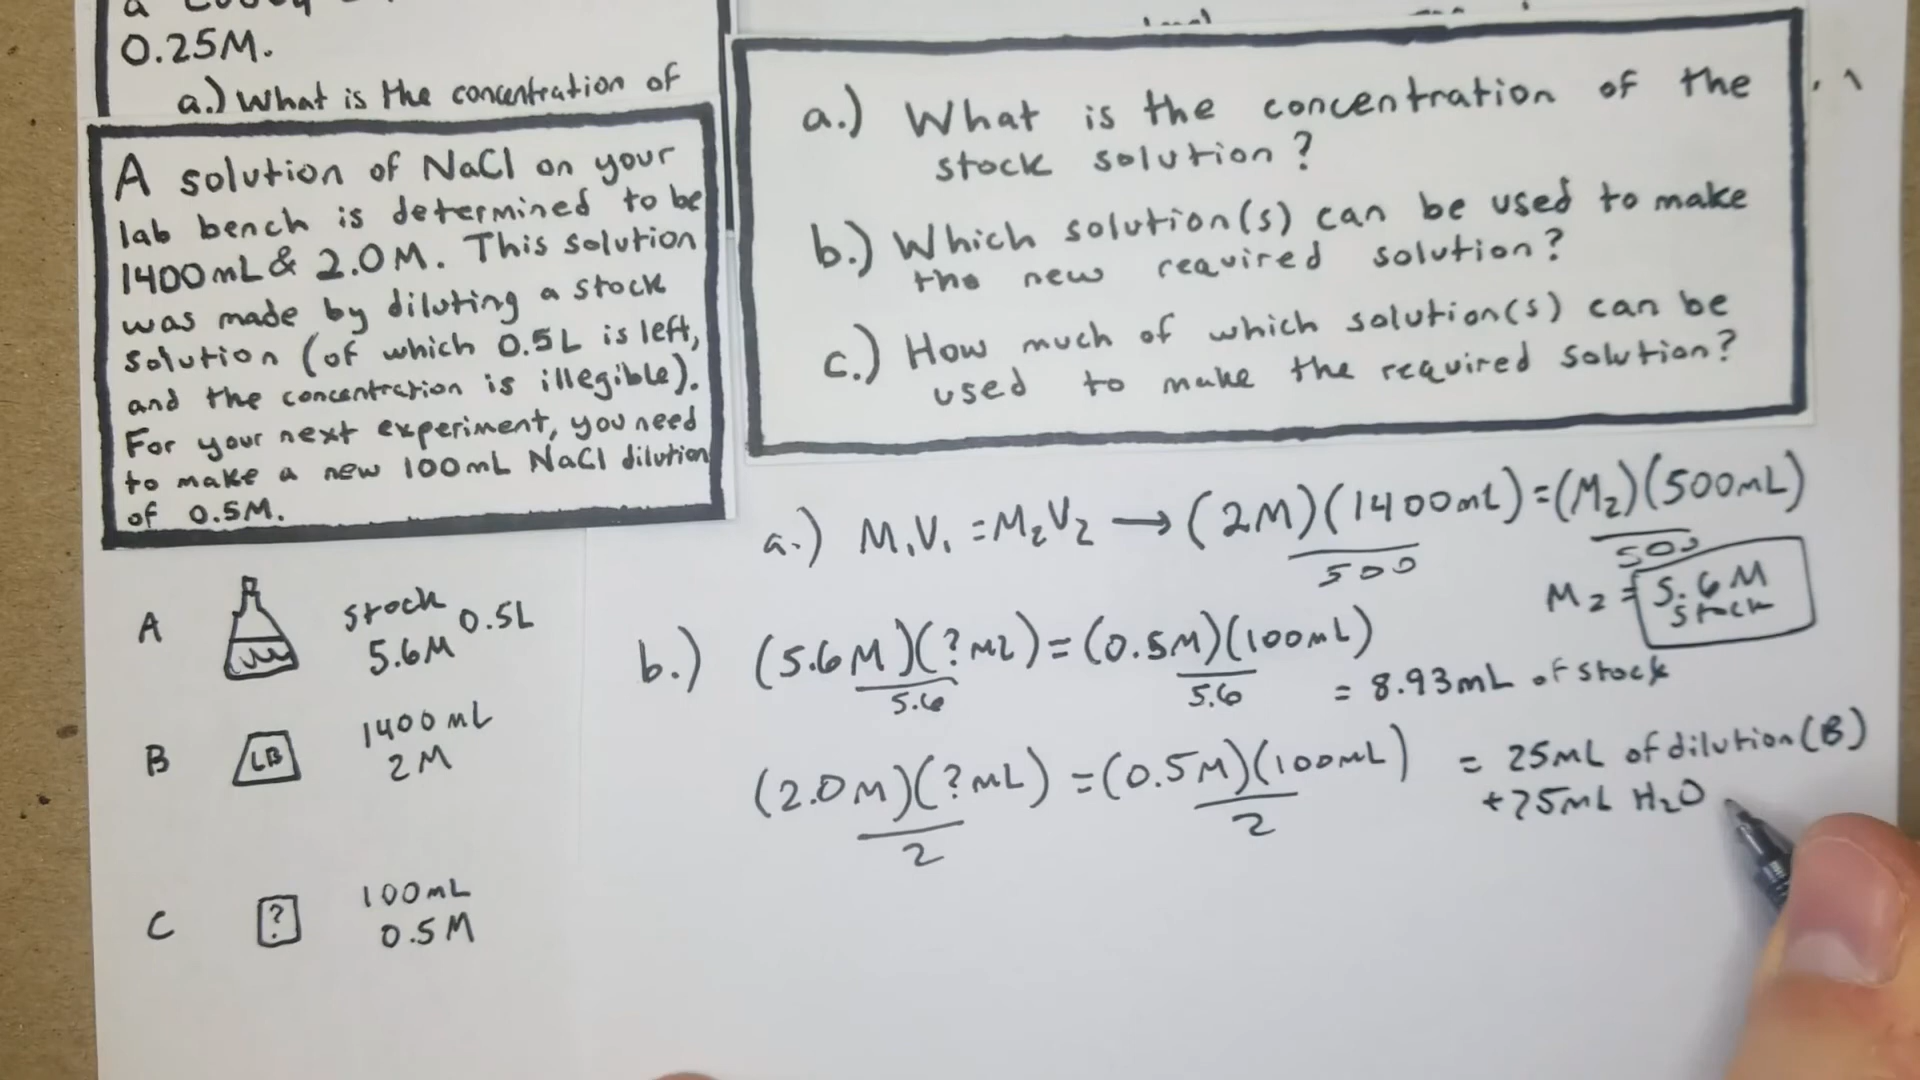 0.25M.
a.) What is the concentration of
A solution of NaCl on your
lab bench is determined to be
1400mL & 2.0M. This solution
was made by diluting a stock
solution (of which 0.5L is left,
and the concentration is illegible).
For your next experiment, you need
to make a new 100mL NaCl dilution
of 0.5M.
a.) What is the concentration of the
stock solution?
b.) Which solution(s) can be used to make
the new required solution?
c.) How much of which solution(s) can be
used to make the required solution?
a.) M₁V₁ = M₂V₂ → (2M)(1400mL) = (M₂)(500mL)
500 500
M₂ = 5.6M
stock
A stock 0.5L
5.6M
b.) (5.6M)(?mL) = (0.5M)(100mL)
5.6 5.6 = 8.93mL of stock
B LB 1400mL
2M
(2.0M)(?mL) = (0.5M)(100mL) = 25mL of dilution (B)
2 2 +75mL H₂O
C ? 100mL
0.5M